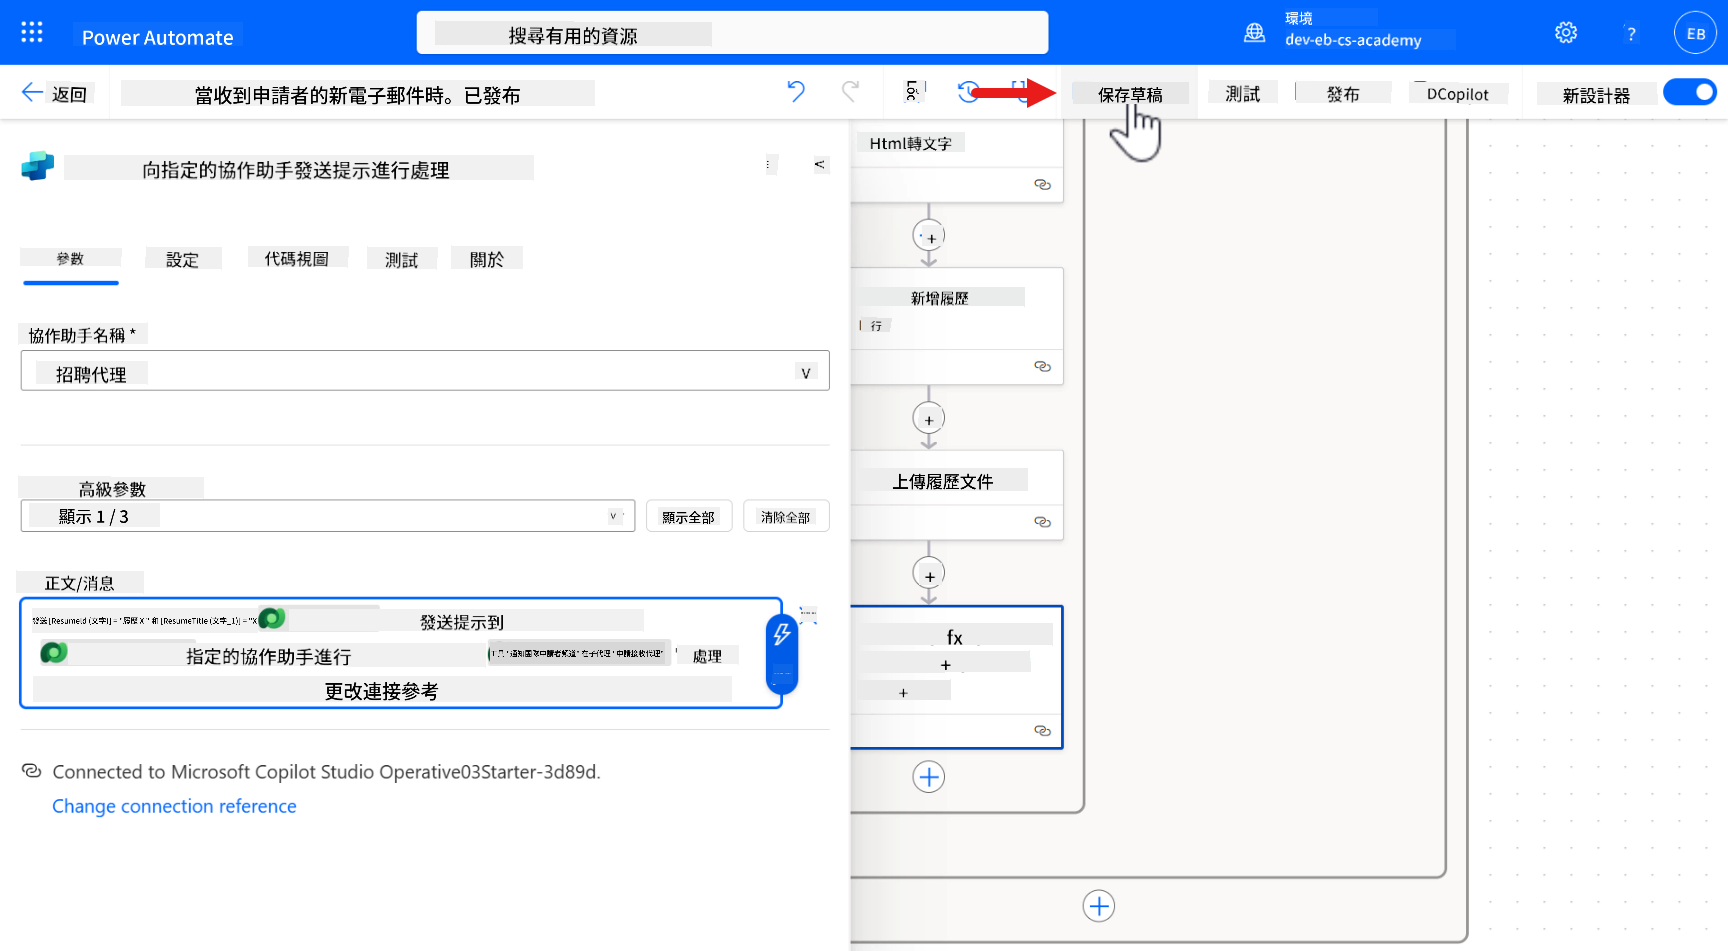 Power Automate
搜尋有用的資源
環境
dev-eb-cs-academy
?
EB
返回
當收到申請者的新電子郵件時。已發布
保存草稿
測試
發布
DCopilot
新設計器
向指定的協作助手發送提示進行處理
參數
設定
代碼視圖
測試
關於
協作助手名稱 *
招聘代理
高級參數
顯示 1 / 3
顯示全部
清除全部
正文/消息
發送提示到
指定的協作助手進行
處理
更改連接參考
Connected to Microsoft Copilot Studio Operative03Starter-3d89d.
Change connection reference
Html轉文字
新增履歷
行
上傳履歷文件
fx